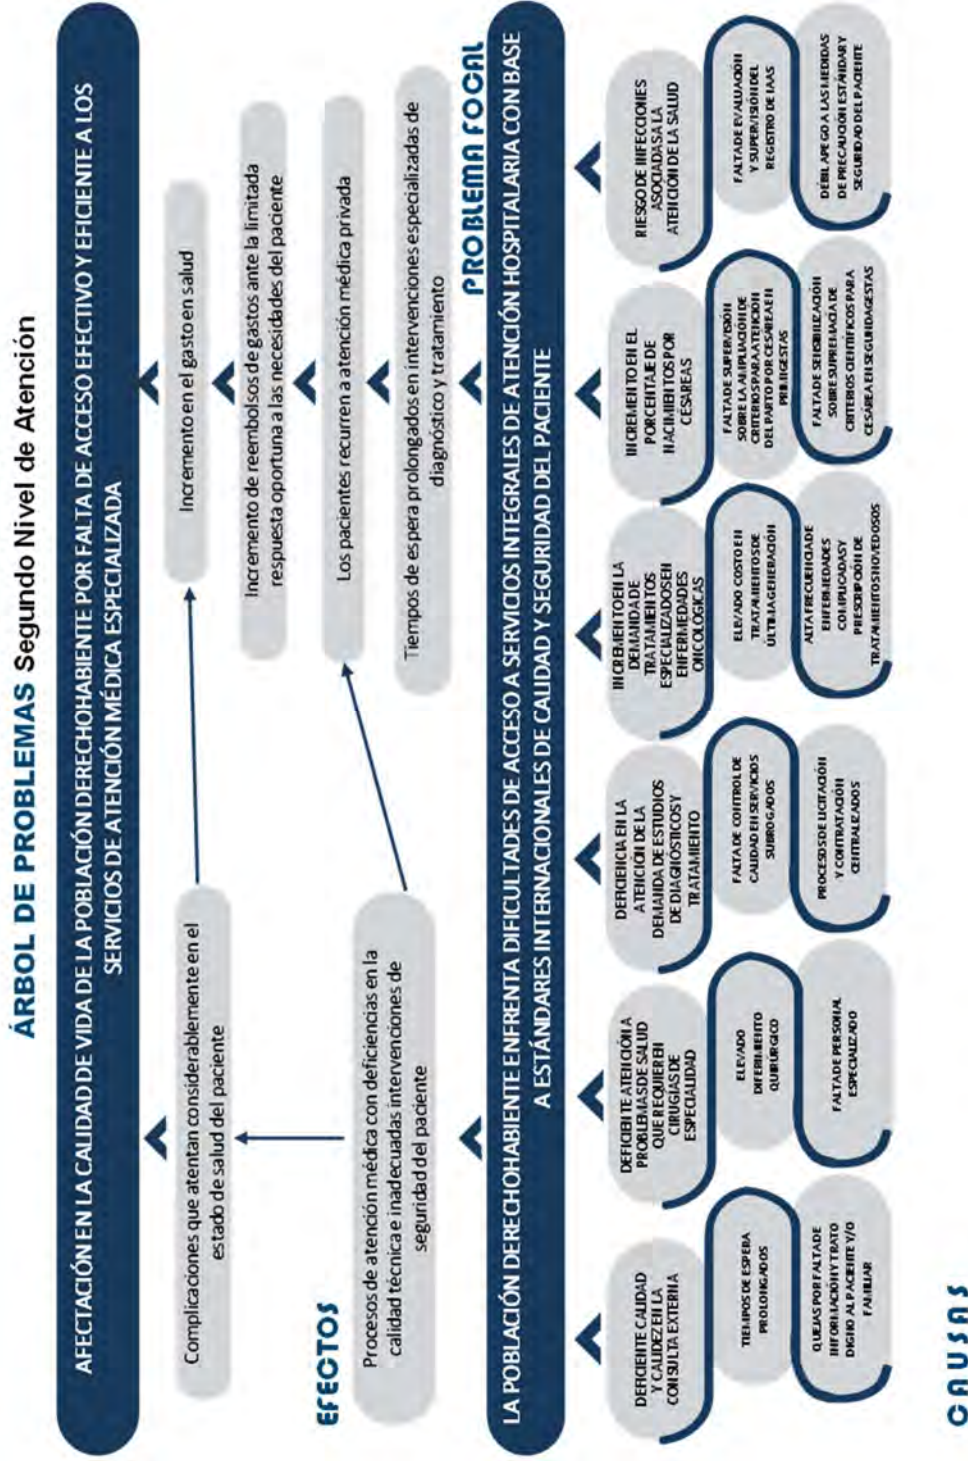 ÁRBOL DE PROBLEMAS Segundo Nivel de Atención
AFECTACIÓN EN LA CALIDAD DE VIDA DE LA POBLACIÓN DERECHOHABIENTE POR FALTA DE ACCESO EFECTIVO Y EFICIENTE A LOS
SERVICIOS DE ATENCIÓN MÉDICA ESPECIALIZADA
Complicaciones que atentan considerablemente en el
estado de salud del paciente
Incremento en el gasto en salud
Incremento de reembolsos de gastos ante la limitada
respuesta oportuna a las necesidades del paciente
EFECTOS
Procesos de atención médica con deficiencias en la
calidad técnica e inadecuadas intervenciones de
seguridad del paciente
Los pacientes recurren a atención médica privada
Tiempos de espera prolongados en intervenciones especializadas de
diagnóstico y tratamiento
PROBLEMA FOCAL
LA POBLACIÓN DERECHOHABIENTE ENFRENTA DIFICULTADES DE ACCESO A SERVICIOS INTEGRALES DE ATENCIÓN HOSPITALARIA CON BASE
A ESTÁNDARES INTERNACIONALES DE CALIDAD Y SEGURIDAD DEL PACIENTE
DEFICIENTE CALIDAD
Y CALIDEZ EN LA
CONSULTA EXTERNA
TIEMPOS DE ESPERA
PROLONGADOS
QUEJAS POR FALTA DE
INFORMACIÓN Y TRATO
DIGNO AL PACIENTE Y/O
FAMILIAR
DEFICIENTE ATENCIÓN A
PROBLEMAS DE SALUD
QUE REQUIEREN
CIRUGÍAS DE
ESPECIALIDAD
ELEVADO
DIFERIMIENTO
QUIRÚRGICO
FALTA DE PERSONAL
ESPECIALIZADO
DEFICIENCIA EN LA
ATENCIÓN DE LA
DEMANDA DE ESTUDIOS
DE DIAGNÓSTICOS Y
TRATAMIENTO
FALTA DE CONTROL DE
CALIDAD EN SERVICIOS
SUBROGADOS
PROCESOS DE LICITACIÓN
Y CONTRATACIÓN
CENTRALIZADOS
INCREMENTO EN LA
DEMANDA DE
TRATAMIENTOS
ESPECIALIZADOS EN
ENFERMEDADES
ONCOLÓGICAS
ELEVADO COSTO EN
TRATAMIENTOS DE
ÚLTIMA GENERACIÓN
ALTA FRECUENCIA DE
ENFERMEDADES
COMPLICADAS Y
PRESCRIPCIÓN DE
TRATAMIENTOS NOVEDOSOS
INCREMENTO EN EL
PORCENTAJE DE
NACIMIENTOS POR
CESÁREAS
FALTA DE SUPERVISIÓN
SOBRE LA AMPLIACIÓN DE
CRITERIOS PARA ATENCIÓN
DEL PARTO POR CESÁREA EN
PRIMIGESTAS
FALTA DE SENSIBILIZACIÓN
SOBRE SUPREMACÍA DE
CRITERIOS CIENTÍFICOS PARA
CESÁREA EN SEGUNDAGESTAS
RIESGO DE INFECCIONES
ASOCIADAS A LA
ATENCIÓN DE LA SALUD
FALTA DE EVALUACIÓN
Y SUPERVISIÓN DEL
REGISTRO DE IAAS
DÉBIL APEGO A LAS MEDIDAS
DE PRECAUCIÓN ESTÁNDAR Y
SEGURIDAD DEL PACIENTE
CAUSAS